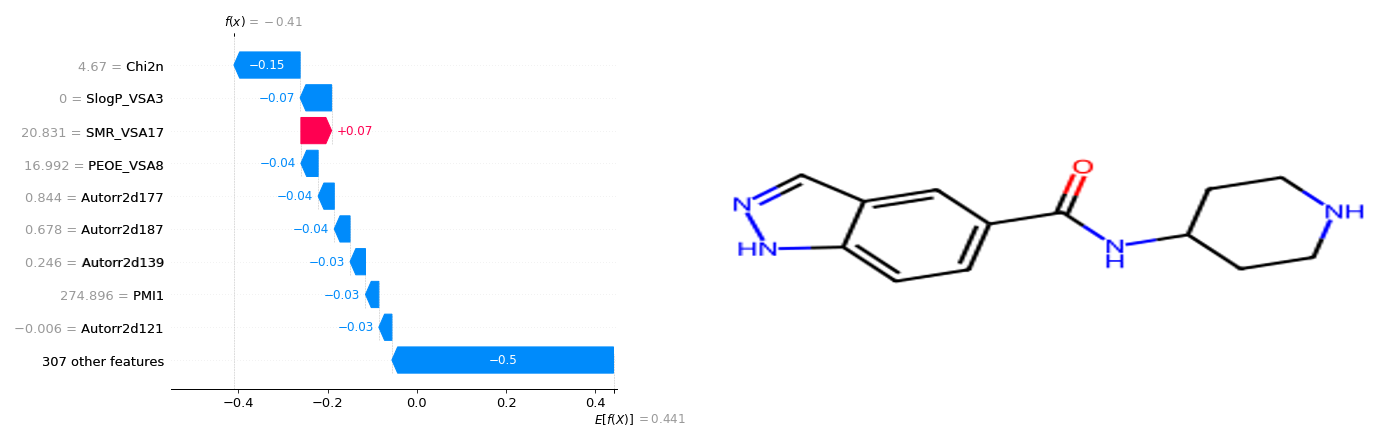 f(x) = −0.41
4.67 = Chi2n
−0.15
0 = SlogP_VSA3
−0.07
20.831 = SMR_VSA17
+0.07
16.992 = PEOE_VSA8
−0.04
0.844 = Autorr2d177
−0.04
0.678 = Autorr2d187
−0.04
0.246 = Autorr2d139
−0.03
274.896 = PMI1
−0.03
−0.006 = Autorr2d121
−0.03
307 other features
−0.5
−0.4 −0.2 0.0 0.2 0.4
E[f(X)] = 0.441
O
N
NH
HN
N
H